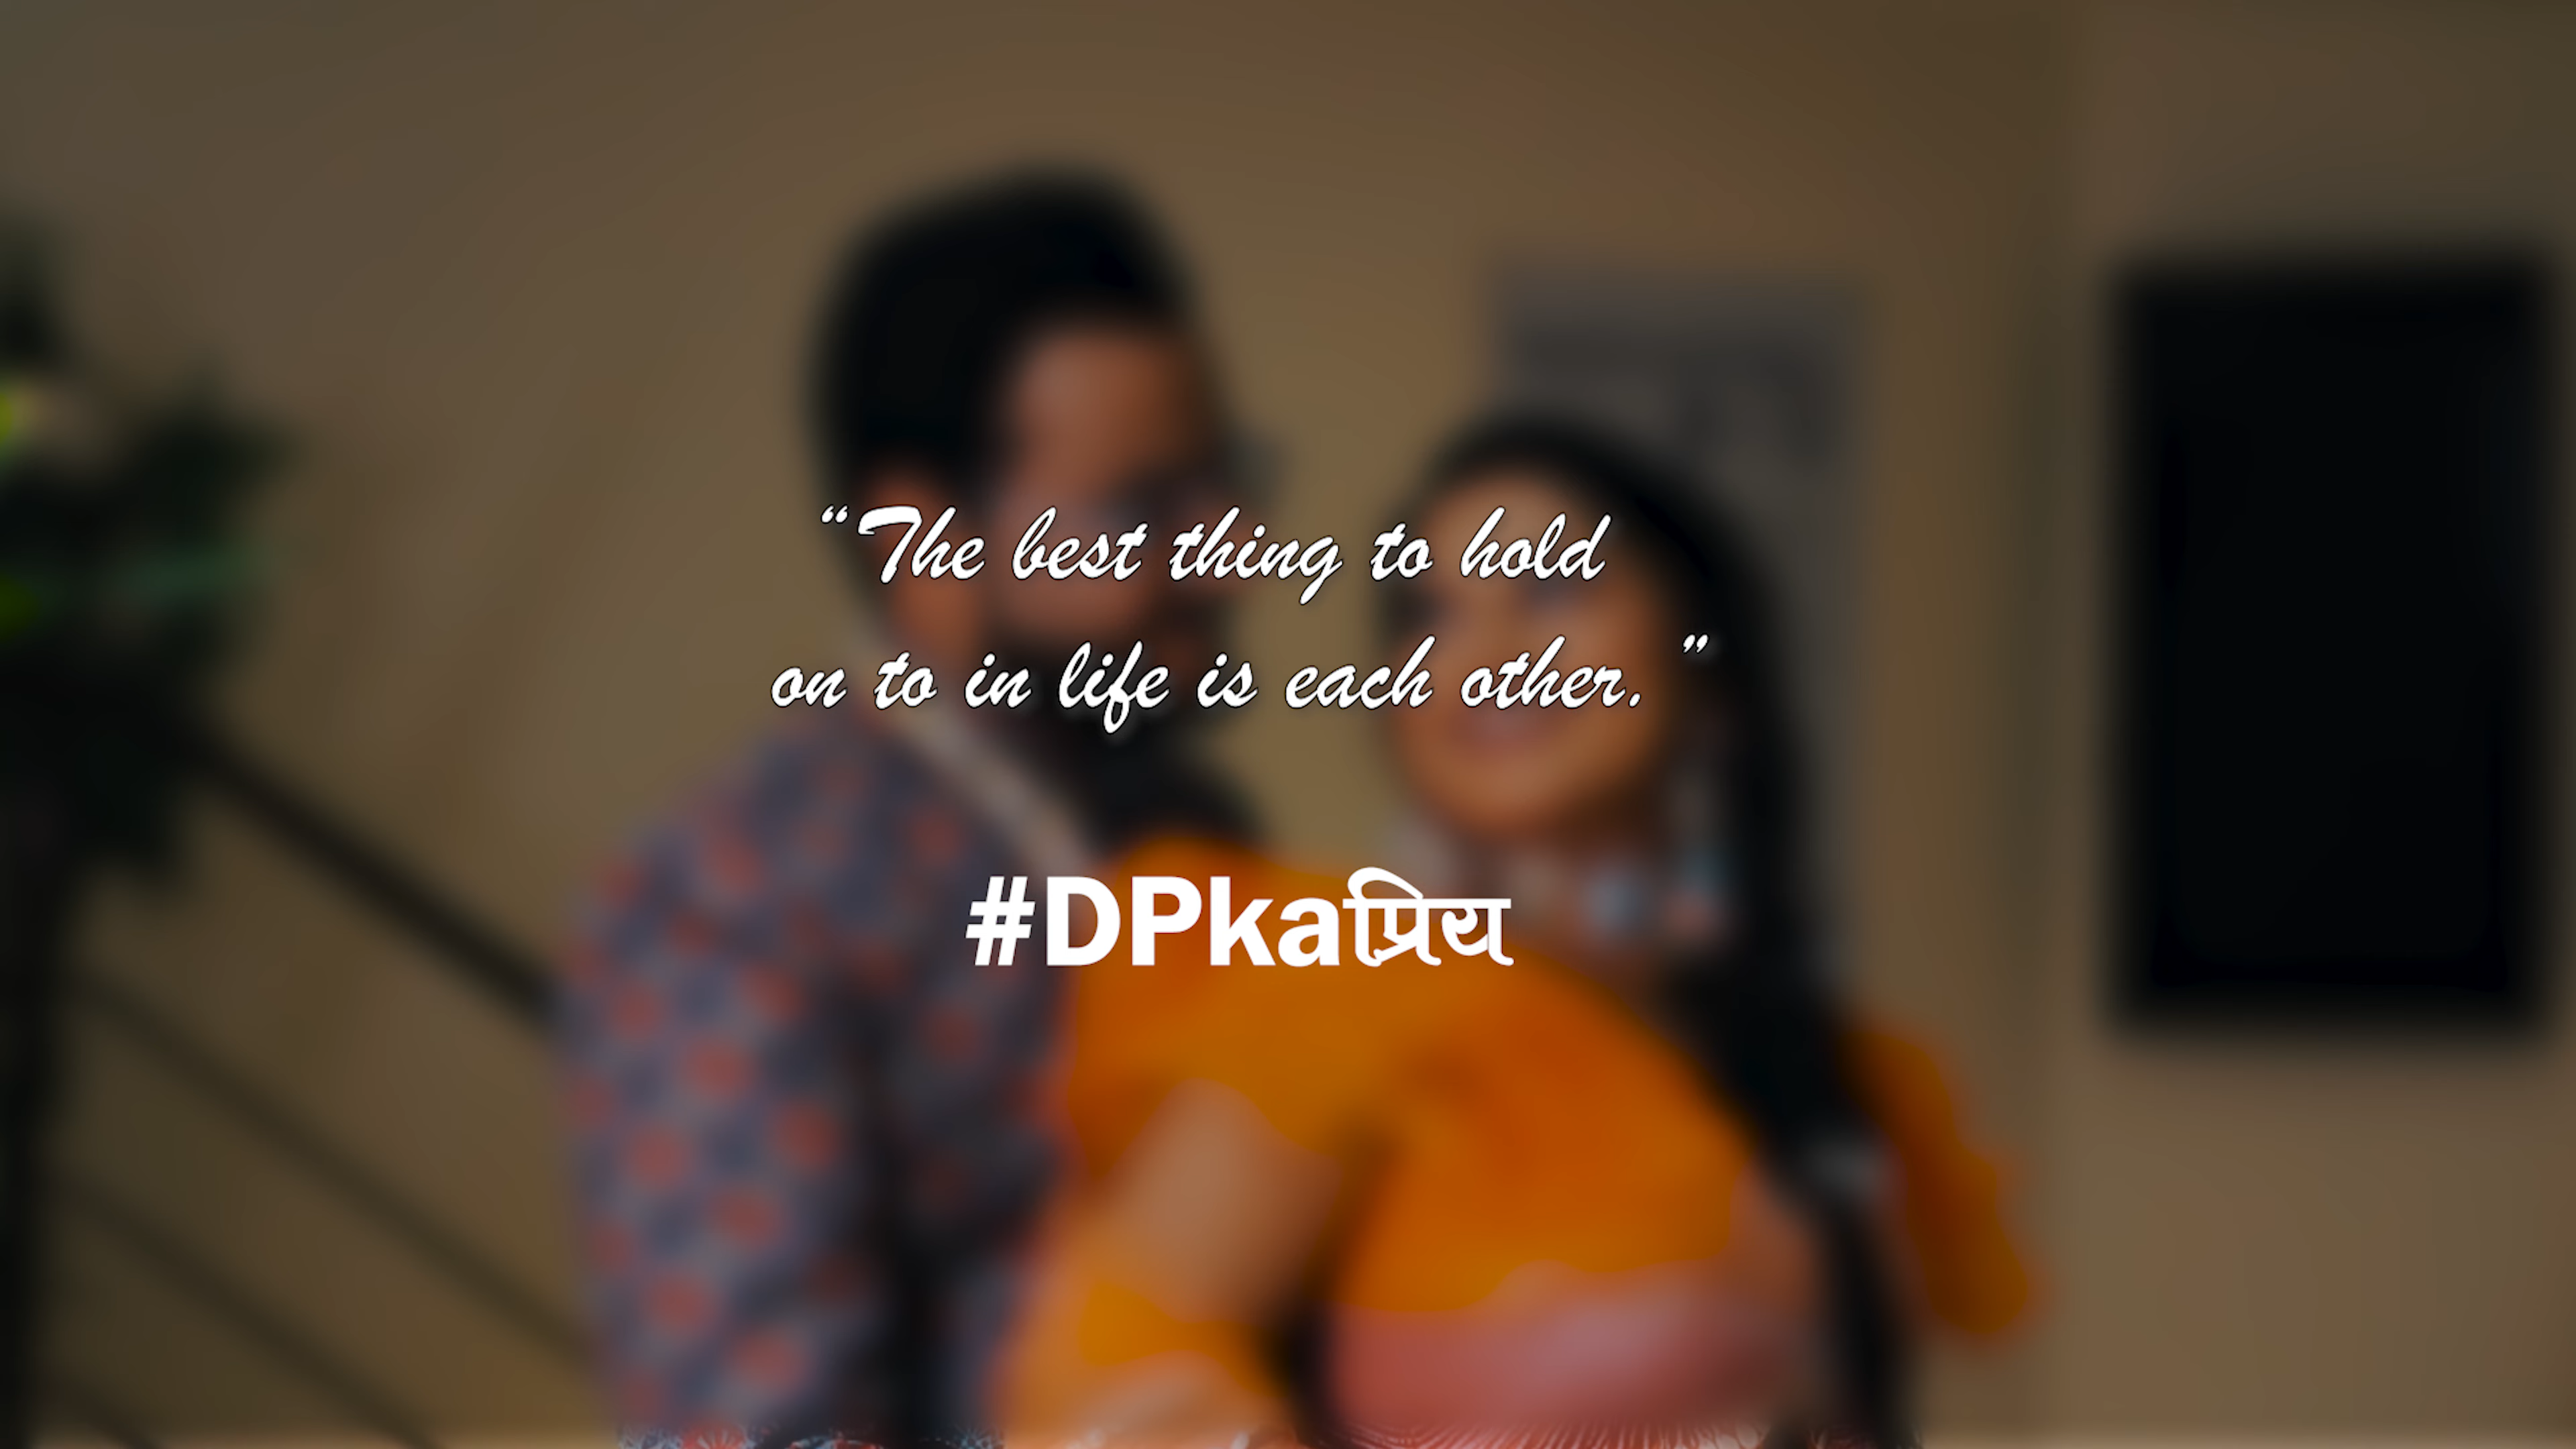 “The best thing to hold
on to in life is each other. ”
#DPkaप्रिय